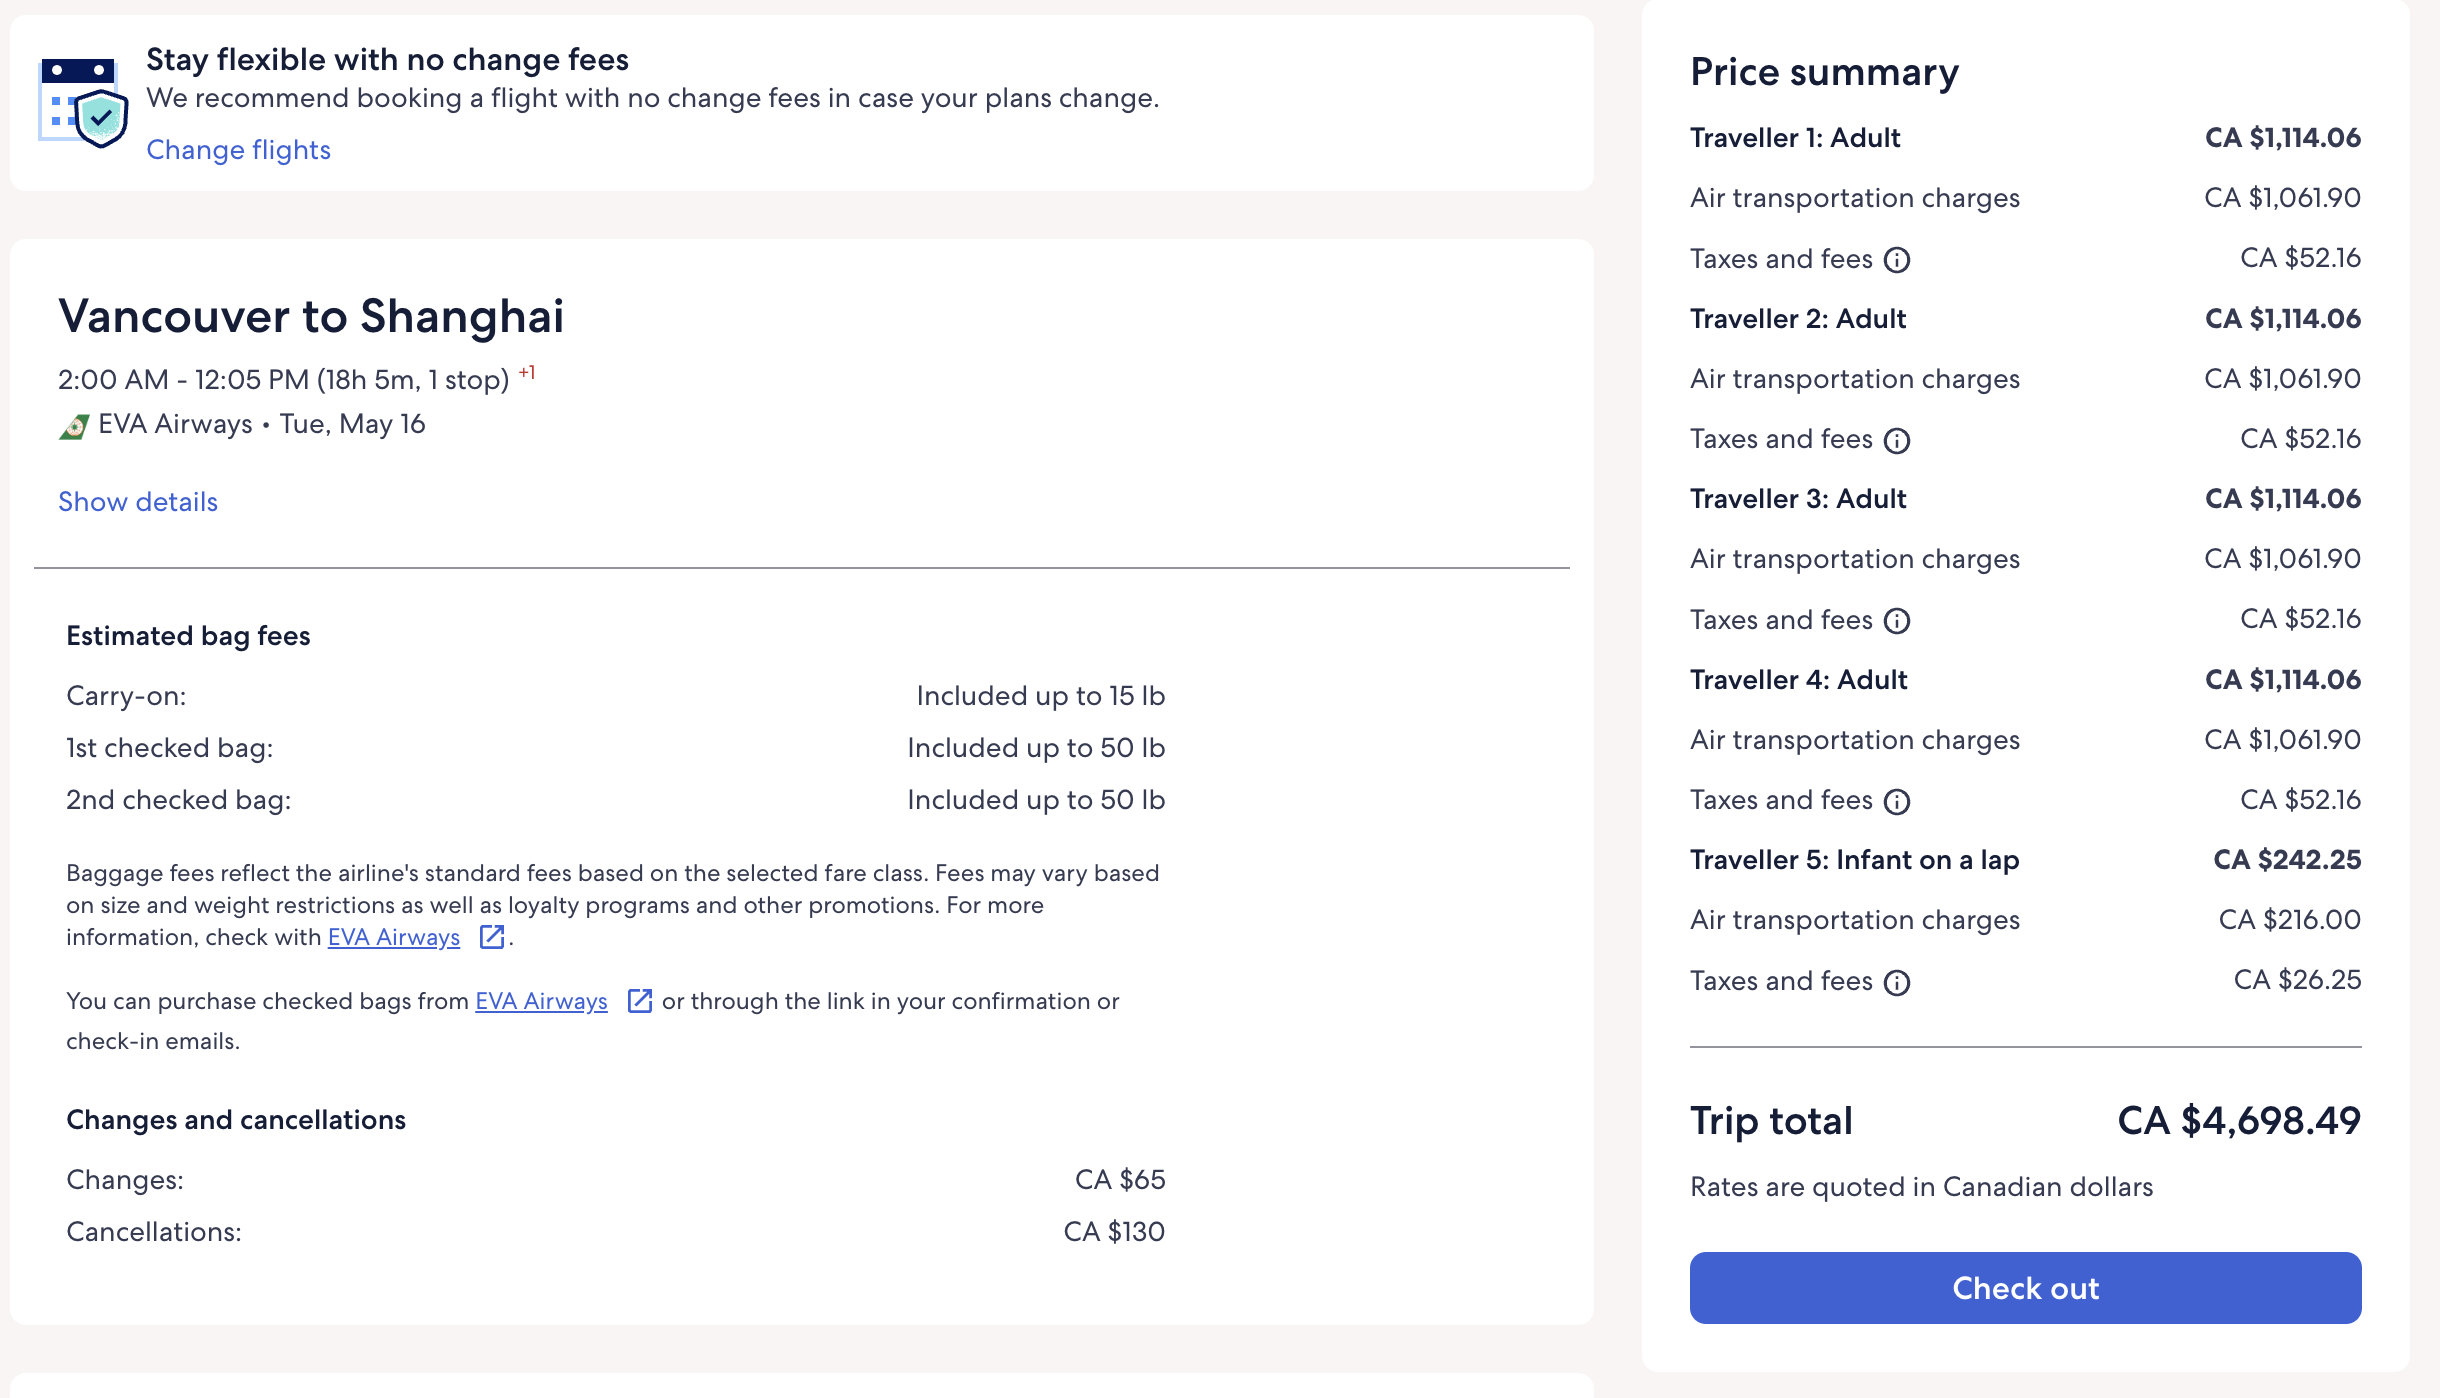 Stay flexible with no change fees
We recommend booking a flight with no change fees in case your plans change.
Change flights
Vancouver to Shanghai
2:00 AM - 12:05 PM (18h 5m, 1 stop) +1
EVA Airways • Tue, May 16
Show details
Estimated bag fees
Carry-on: Included up to 15 lb
1st checked bag: Included up to 50 lb
2nd checked bag: Included up to 50 lb
Baggage fees reflect the airline's standard fees based on the selected fare class. Fees may vary based
on size and weight restrictions as well as loyalty programs and other promotions. For more
information, check with EVA Airways .
You can purchase checked bags from EVA Airways or through the link in your confirmation or
check-in emails.
Changes and cancellations
Changes: CA $65
Cancellations: CA $130
Price summary
Traveller 1: Adult CA $1,114.06
Air transportation charges CA $1,061.90
Taxes and fees CA $52.16
Traveller 2: Adult CA $1,114.06
Air transportation charges CA $1,061.90
Taxes and fees CA $52.16
Traveller 3: Adult CA $1,114.06
Air transportation charges CA $1,061.90
Taxes and fees CA $52.16
Traveller 4: Adult CA $1,114.06
Air transportation charges CA $1,061.90
Taxes and fees CA $52.16
Traveller 5: Infant on a lap CA $242.25
Air transportation charges CA $216.00
Taxes and fees CA $26.25
Trip total CA $4,698.49
Rates are quoted in Canadian dollars
Check out